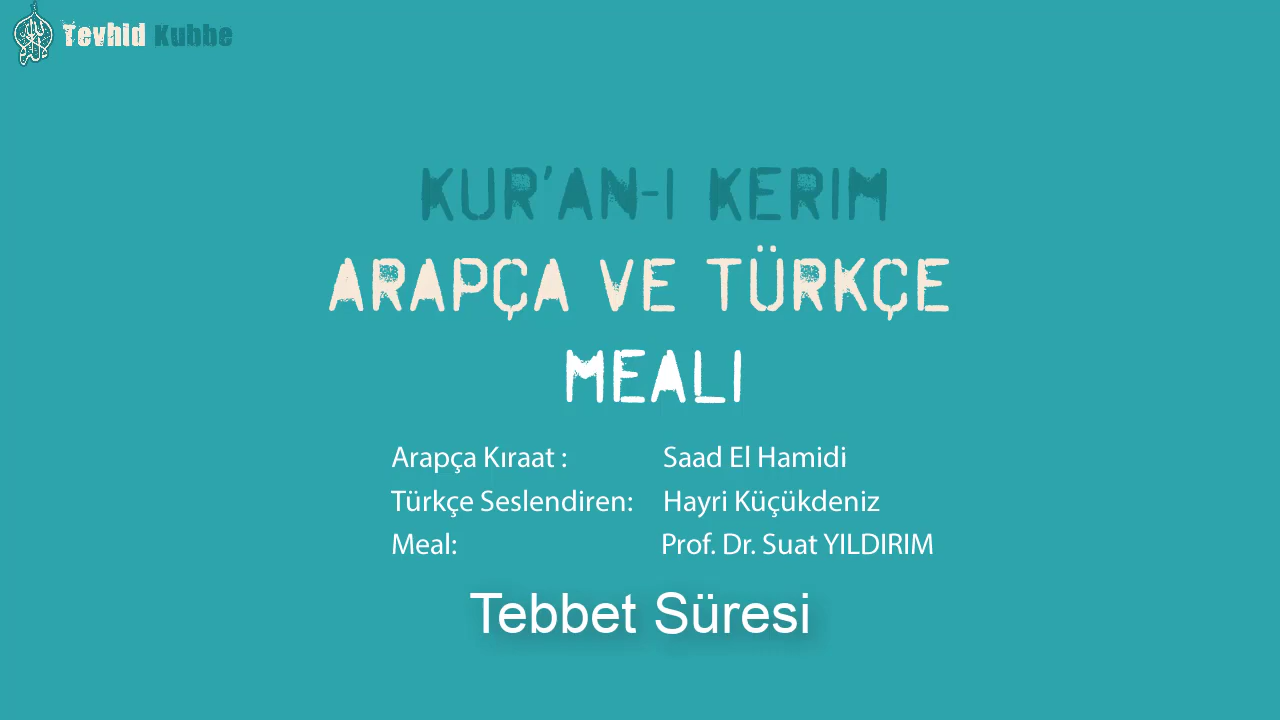 Tevhid Kubbe
KUR'AN-I KERIM
ARAPÇA VE TÜRKÇE
MEALI
Arapça Kıraat : Saad El Hamidi
Türkçe Seslendiren: Hayri Küçükdeniz
Meal: Prof. Dr. Suat YILDIRIM
Tebbet Süresi